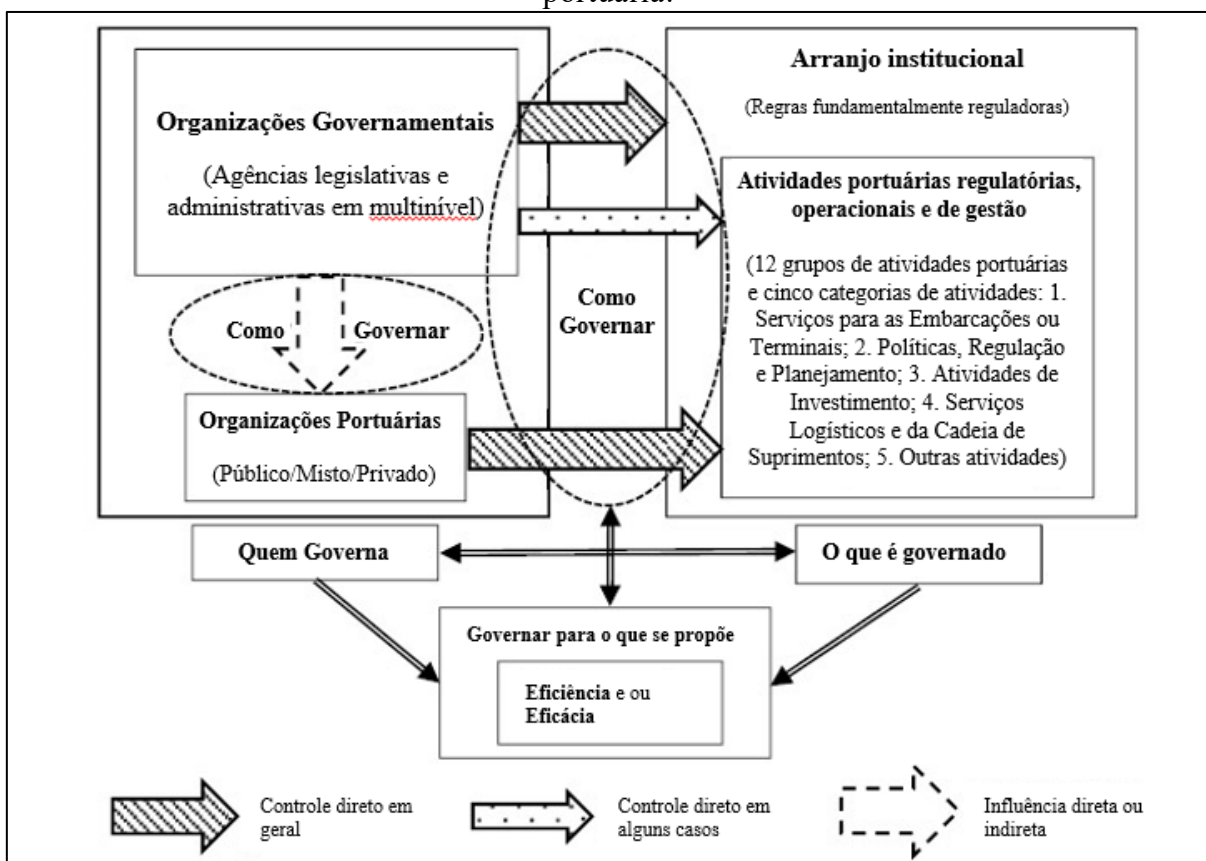 portuária.
Organizações Governamentais
(Agências legislativas e
administrativas em multinível)
Como Governar
Organizações Portuárias
(Público/Misto/Privado)
Como
Governar
Arranjo institucional
(Regras fundamentalmente reguladoras)
Atividades portuárias regulatórias,
operacionais e de gestão
(12 grupos de atividades portuárias
e cinco categorias de atividades: 1.
Serviços para as Embarcações ou
Terminais; 2. Políticas, Regulação
e Planejamento; 3. Atividades de
Investimento; 4. Serviços
Logísticos e da Cadeia de
Suprimentos; 5. Outras atividades)
Quem Governa
O que é governado
Governar para o que se propõe
Eficiência e ou
Eficácia
Controle direto em
geral
Controle direto em
alguns casos
Influência direta ou
indireta